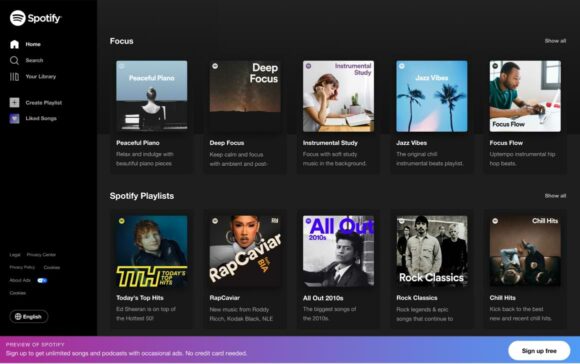 Spotify
Home
Search
Your Library
Create Playlist
Liked Songs
Legal
Privacy Center
Privacy Policy
Cookies
About Ads
Cookies
English
Focus
Show all
Peaceful Piano
Deep
Focus
Instrumental
Study
Jazz Vibes
Focus Flow
Peaceful Piano
Relax and indulge with
beautiful piano pieces
Deep Focus
Keep calm and focus
with ambient and post-
Instrumental Study
Focus with soft study
music in the background.
Jazz Vibes
The original chill
instrumental beats playlist.
Focus Flow
Uptempo instrumental hip
hop beats.
Spotify Playlists
Show all
TTH TODAY'S
TOP
HITS
RapCaviar
All Out
2010s
Rock Classics
Chill Hits
Today's Top Hits
Ed Sheeran is on top of
the Hottest 50!
RapCaviar
New music from Roddy
Ricch, Kodak Black, NLE
All Out 2010s
The biggest songs of
the 2010s.
Rock Classics
Rock legends & epic
songs that continue to
Chill Hits
Kick back to the best
new and recent chill hits.
PREVIEW OF SPOTIFY
Sign up to get unlimited songs and podcasts with occasional ads. No credit card needed.
Sign up free